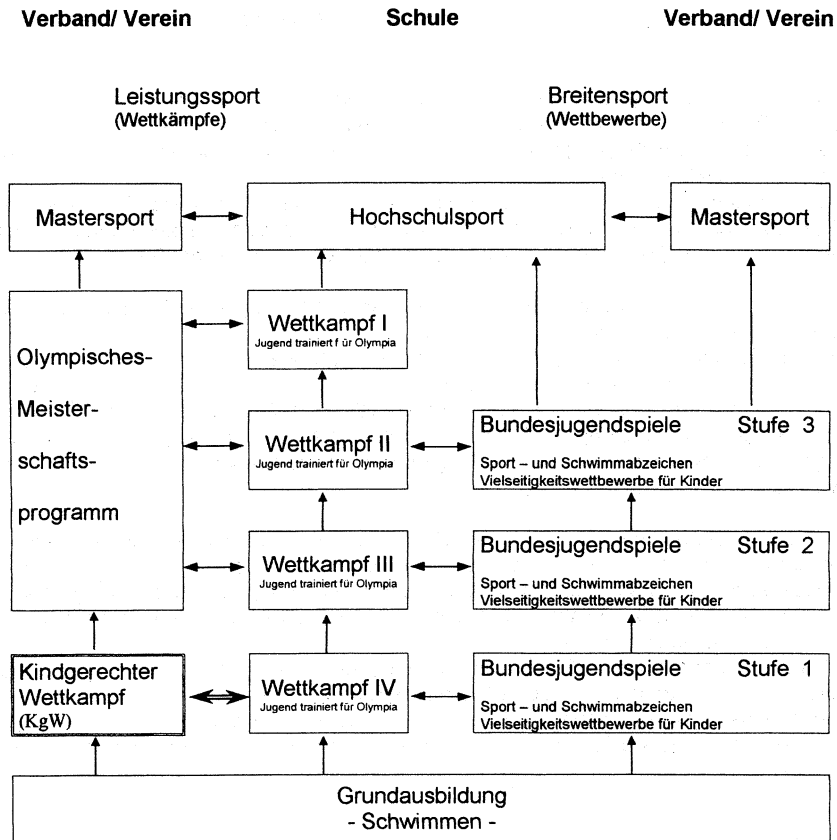 Verband/ Verein
Schule
Verband/ Verein
Leistungssport
(Wettkämpfe)
Breitensport
(Wettbewerbe)
Mastersport
Hochschulsport
Mastersport
Olympisches-
Meister-
schafts-
programm
Wettkampf I
Jugend trainiert für Olympia
Wettkampf II
Jugend trainiert für Olympia
Bundesjugendspiele Stufe 3
Sport – und Schwimmabzeichen
Vielseitigkeitswettbewerbe für Kinder
Wettkampf III
Jugend trainiert für Olympia
Bundesjugendspiele Stufe 2
Sport – und Schwimmabzeichen
Vielseitigkeitswettbewerbe für Kinder
Kindgerechter
Wettkampf
(KgW)
Wettkampf IV
Jugend trainiert für Olympia
Bundesjugendspiele Stufe 1
Sport – und Schwimmabzeichen
Vielseitigkeitswettbewerbe für Kinder
Grundausbildung
- Schwimmen -